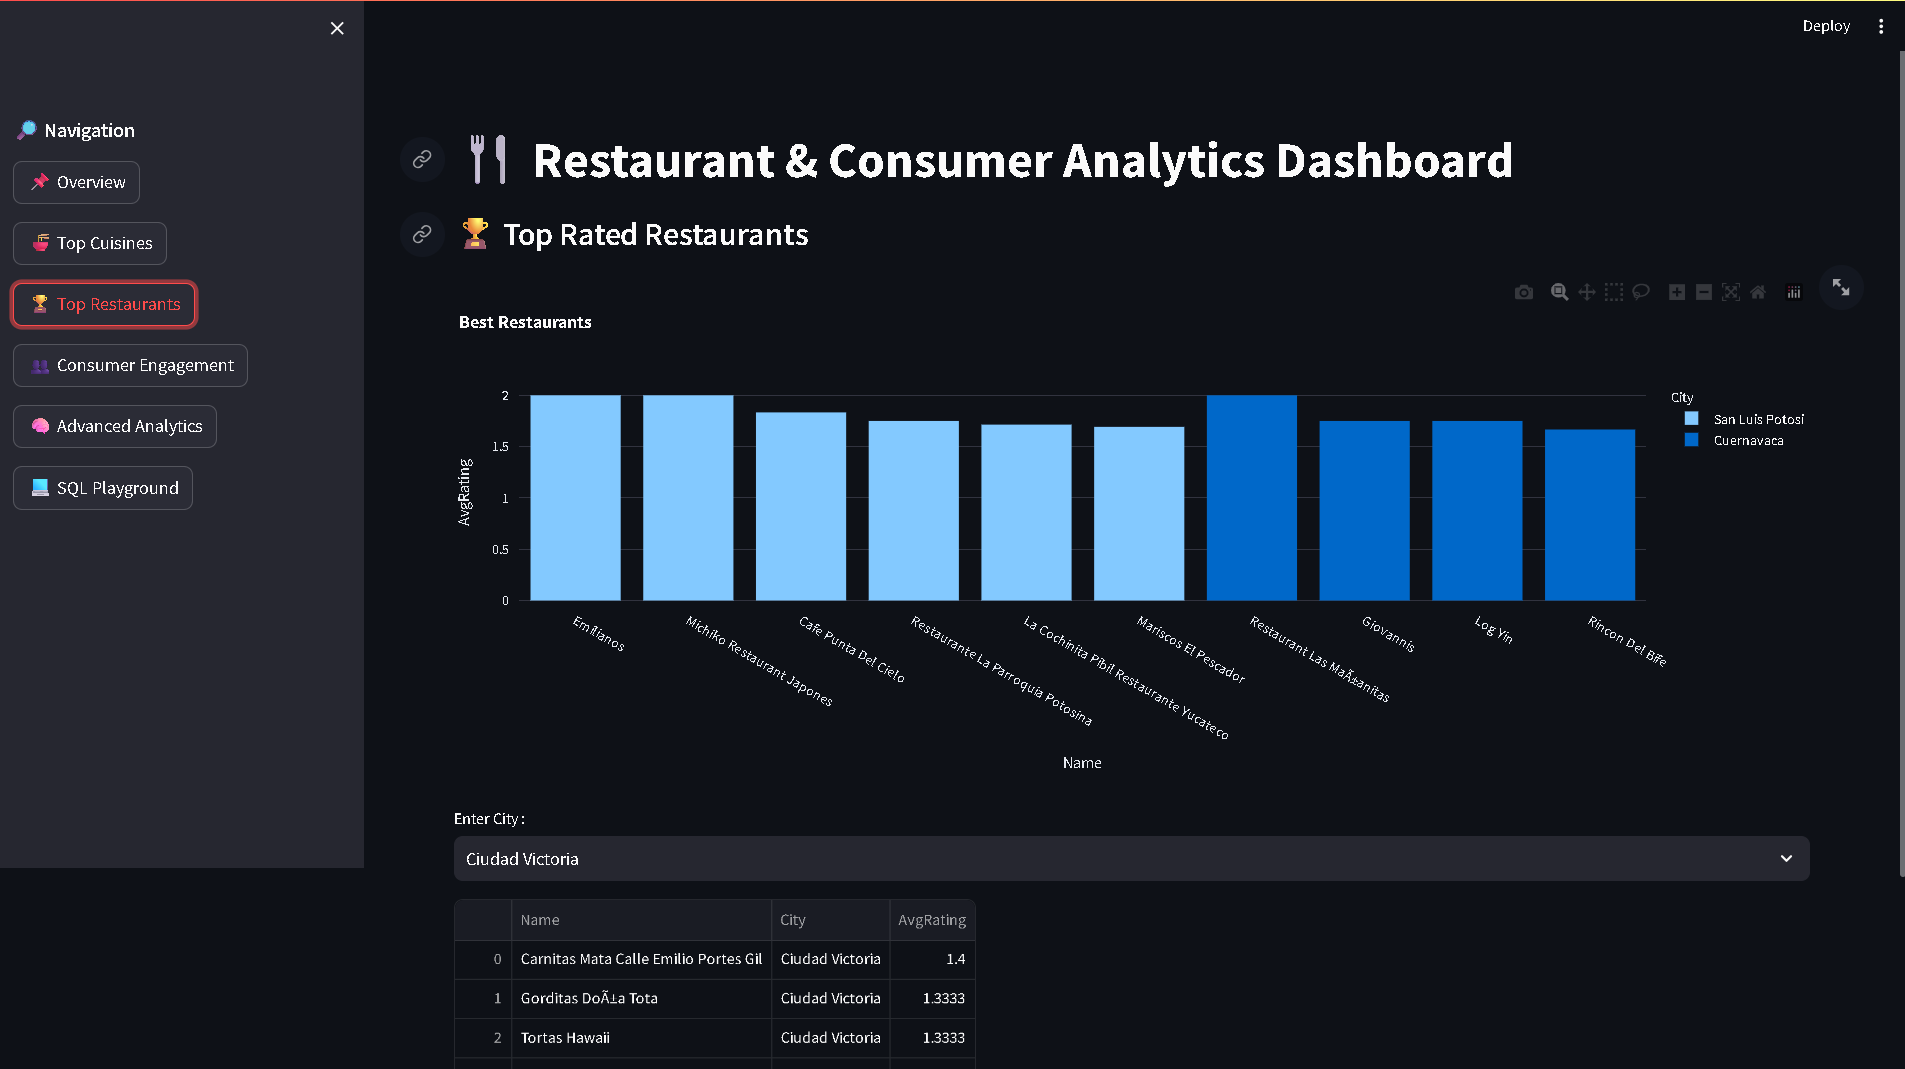 Deploy
Navigation
Overview
Top Cuisines
Top Restaurants
Consumer Engagement
Advanced Analytics
SQL Playground
Restaurant & Consumer Analytics Dashboard
Top Rated Restaurants
Best Restaurants
AvgRating
2
1.5
1
0.5
0
Emilianos
Michiko Restaurant Japones
Cafe Punta Del Cielo
Restaurante La Parroquia Potosina
La Cochinita Pibil Restaurante Yucateco
Mariscos El Pescador
Restaurant Las MaÃ±anitas
Giovannis
Log Yin
Rincon Del Bife
Name
City
San Luis Potosi
Cuernavaca
Enter City :
Ciudad Victoria
Name City AvgRating
0 Carnitas Mata Calle Emilio Portes Gil Ciudad Victoria 1.4
1 Gorditas DoÃ±a Tota Ciudad Victoria 1.3333
2 Tortas Hawaii Ciudad Victoria 1.3333